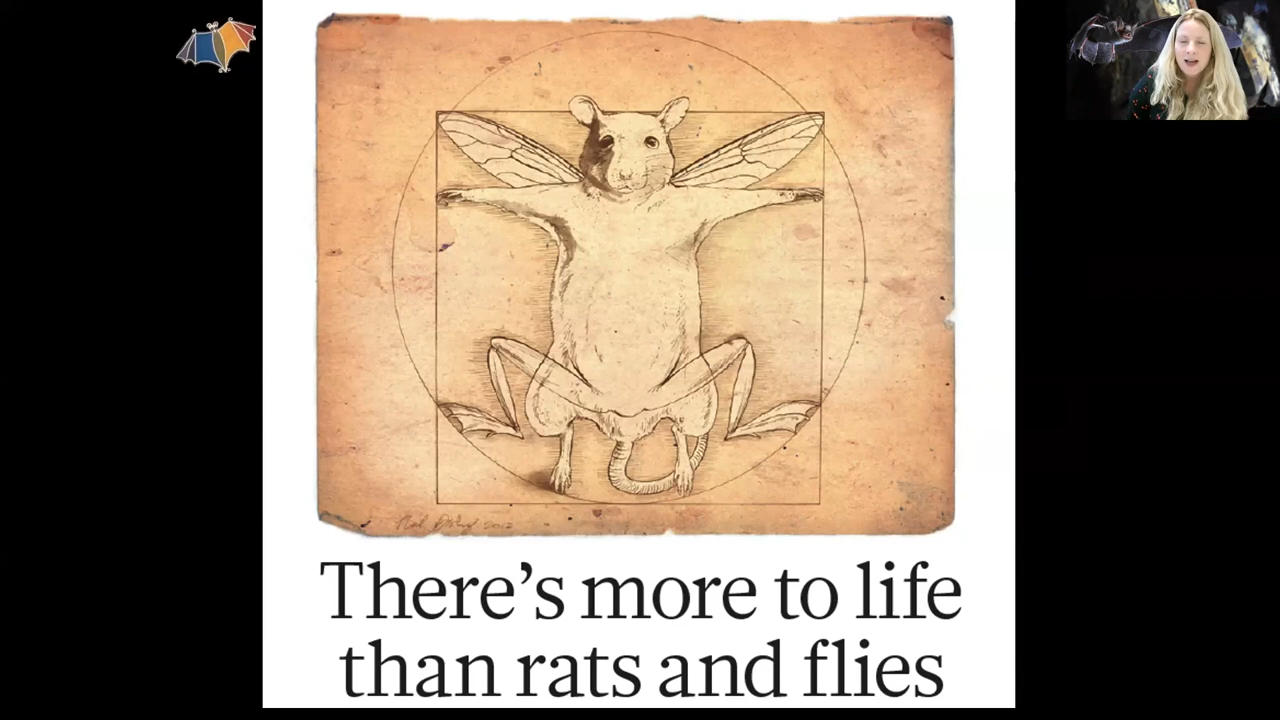 There’s more to life
than rats and flies